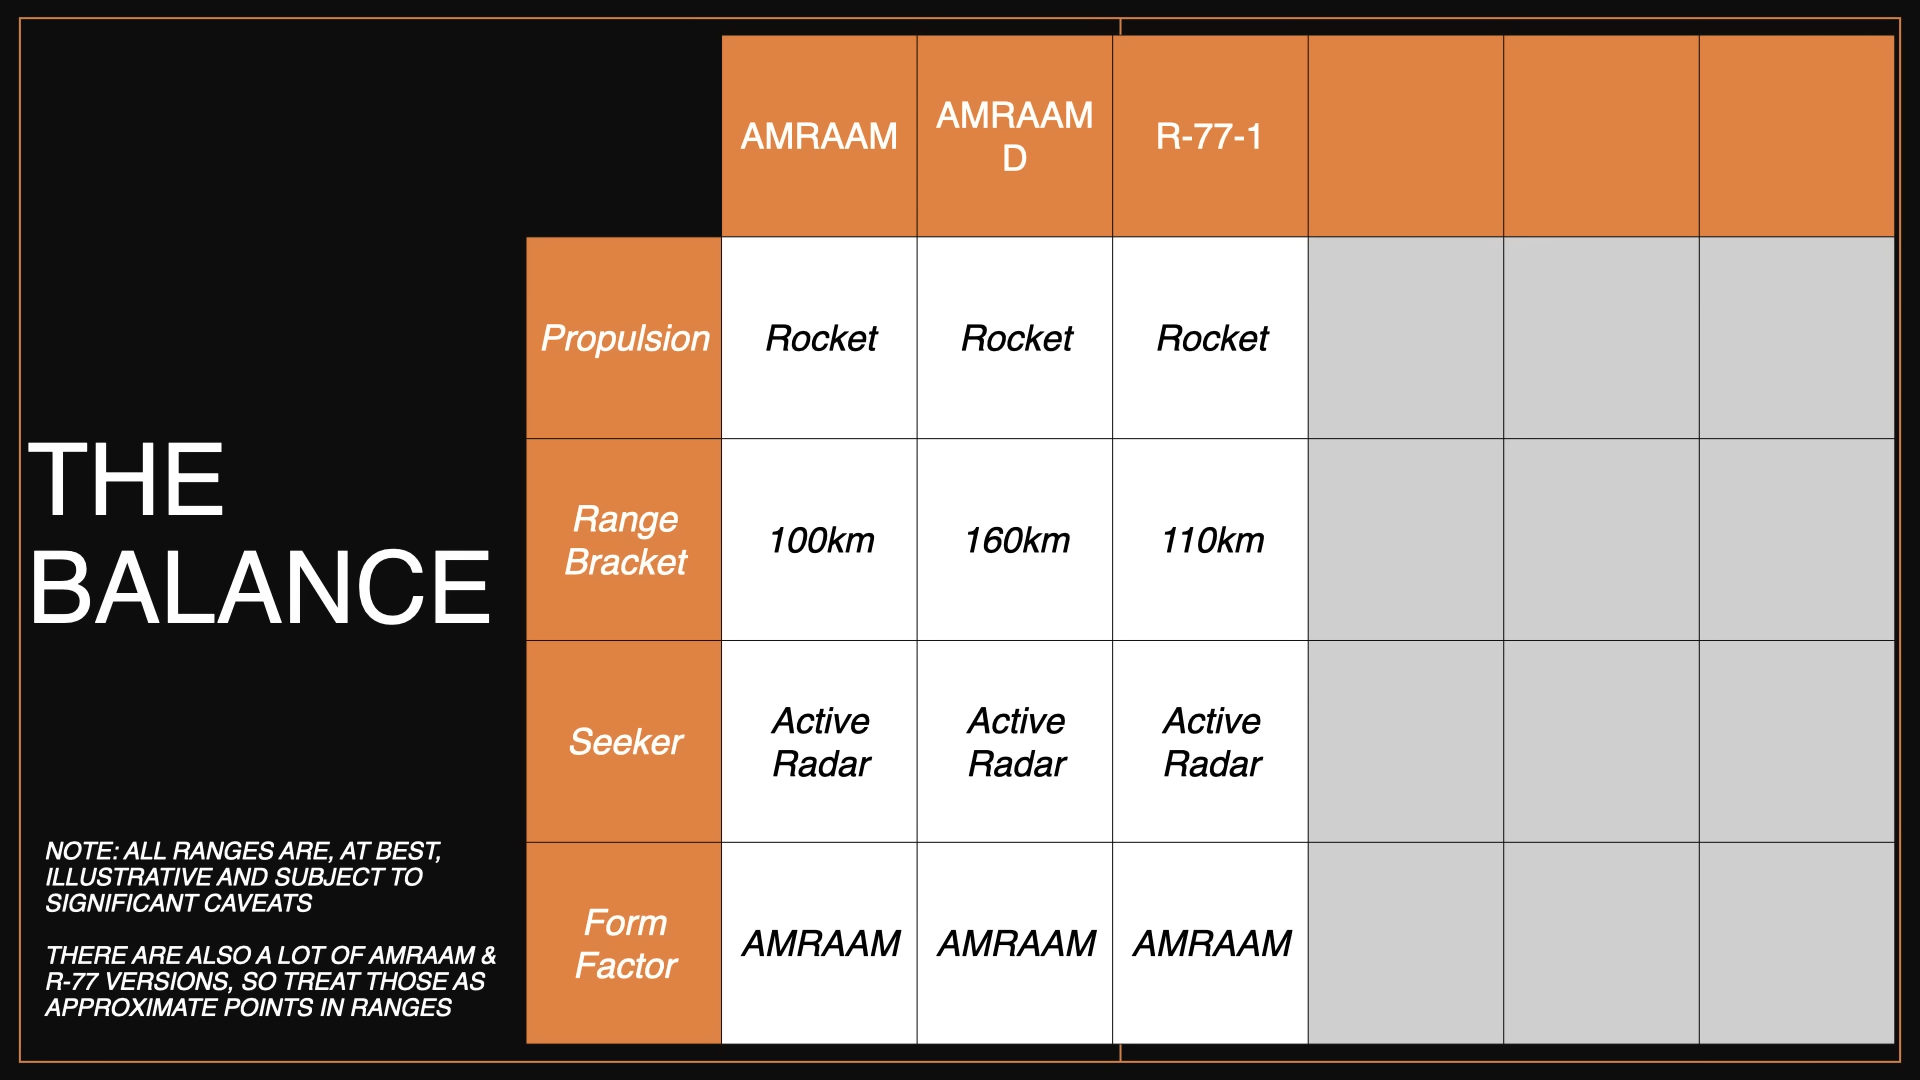 THE
BALANCE
NOTE: ALL RANGES ARE, AT BEST,
ILLUSTRATIVE AND SUBJECT TO
SIGNIFICANT CAVEATS
THERE ARE ALSO A LOT OF AMRAAM &
R-77 VERSIONS, SO TREAT THOSE AS
APPROXIMATE POINTS IN RANGES
AMRAAM
AMRAAM
D
R-77-1
Propulsion
Rocket
Rocket
Rocket
Range
Bracket
100km
160km
110km
Seeker
Active
Radar
Active
Radar
Active
Radar
Form
Factor
AMRAAM
AMRAAM
AMRAAM